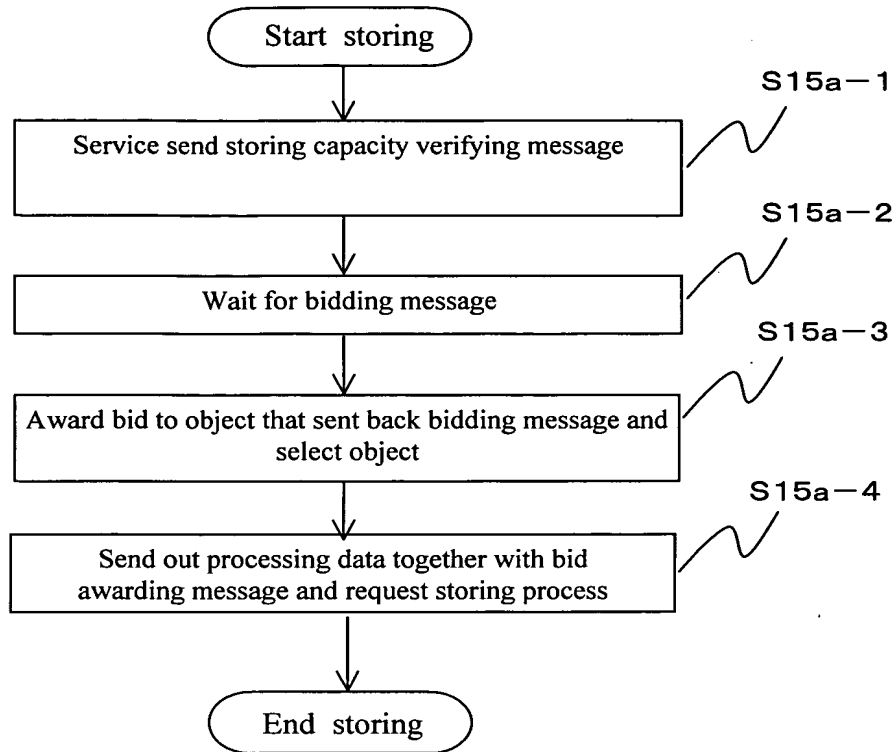 Start storing
S15a-1
Service send storing capacity verifying message
S15a-2
Wait for bidding message
S15a-3
Award bid to object that sent back bidding message and
select object
S15a-4
Send out processing data together with bid
awarding message and request storing process
End storing